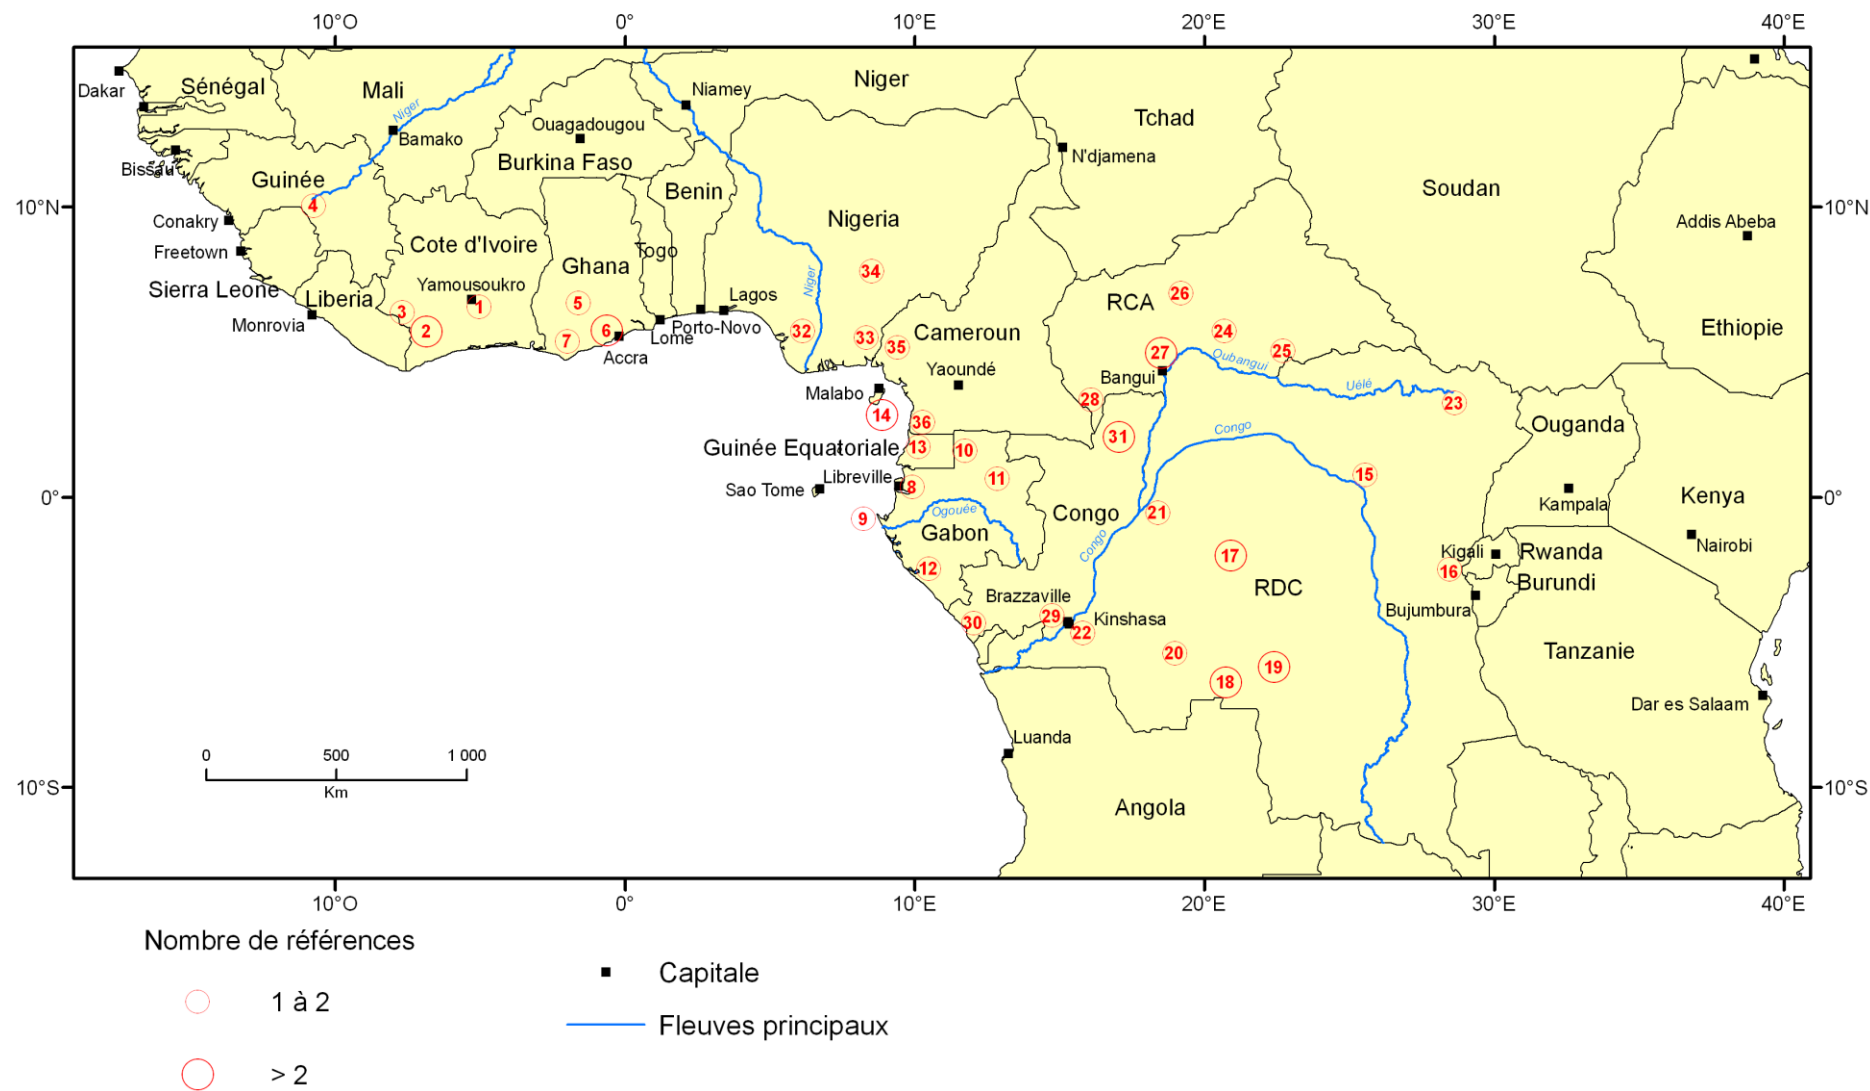 10°O 0° 10°E 20°E 30°E 40°E
Niger
Dakar
Sénégal
Mali
Niamey
Niger
Tchad
Ouagadougou
Bamako
N'djamena
Burkina Faso
Bissau
Guinée
Benin
Soudan
10°N 10°N
4
Conakry
Nigeria
Addis Abeba
Freetown
Cote d'Ivoire
Togo
Ghana
34
Niger
Sierra Leone
Liberia
Yamousoukro
Lagos
RCA
26
3
1
5
Monrovia
2
7
6
Porto-Novo
Lome
Accra
32
33
35
Cameroun
24
27
25
Oubangui
Ethiopie
Yaoundé
Bangui
Uélé
Malabo
28
23
14
36
31
Congo
Ouganda
Guinée Equatoriale
13
10
Libreville
8
11
15
Sao Tome
0° 0°
Kampala
Kenya
9
Ogouée
Gabon
Congo
21
Congo
Nairobi
17
Kigali
Rwanda
12
16
RDC
Burundi
Brazzaville
Bujumbura
30
29
Kinshasa
22
20
Tanzanie
18
19
Dar es Salaam
Luanda
0 500 1 000
Km
10°S 10°S
Angola
10°O 0° 10°E 20°E 30°E 40°E
Nombre de références
1 à 2
> 2
Capitale
Fleuves principaux